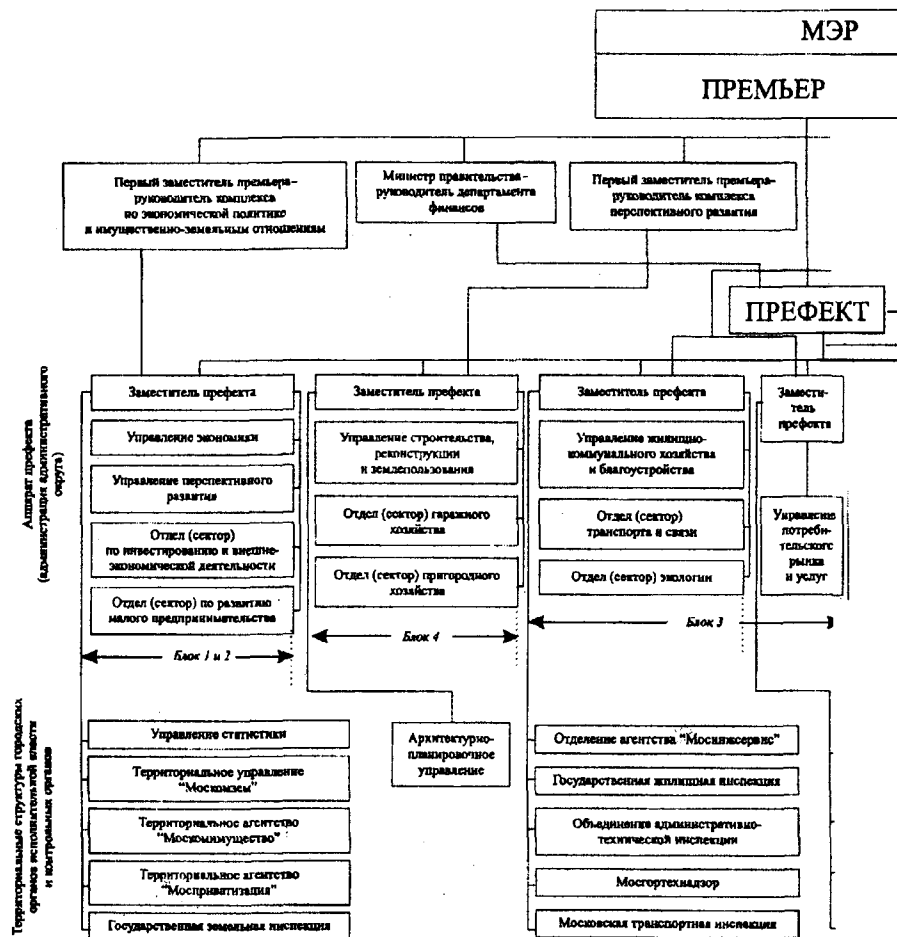 МЭР
ПРЕМЬЕР
Первый заместитель премьера-
руководитель комплекса
по экономической политике
и имущественно-земельным отношениям
Министр правительства-
руководитель департамента
финансов
Первый заместитель премьера-
руководитель комплекса
перспективного развития
ПРЕФЕКТ
Аппарат префекта
(администрация административного
округа)
Заместитель префекта
Управление экономики
Управление перспективного
развития
Отдел (сектор)
по инвестированию и внешне-
экономической деятельности
Отдел (сектор) по развитию
малого предпринимательства
Блок 1 и 2
Заместитель префекта
Управление строительства,
реконструкции
и землепользования
Отдел (сектор) гаражного
хозяйства
Отдел (сектор) пригородного
хозяйства
Блок 4
Заместитель префекта
Управление жилищно-
коммунального хозяйства
и благоустройства
Отдел (сектор)
транспорта и связи
Отдел (сектор) экологии
Блок 3
Замести-
тель
префекта
Управление
потреби-
тельского
рынка
и услуг
Территориальные структуры городских
органов исполнительной власти
и контрольных органов
Управление статистики
Территориальное управление
"Москомзем"
Территориальное агентство
"Москомимущество"
Территориальное агентство
"Мосприватизация"
Государственная земельная инспекция
Архитектурно-
планировочное
управление
Отделение агентства "Мосинжсервис"
Государственная жилищная инспекция
Объединение административно-
технической инспекции
Мосгортехнадзор
Московская транспортная инспекция